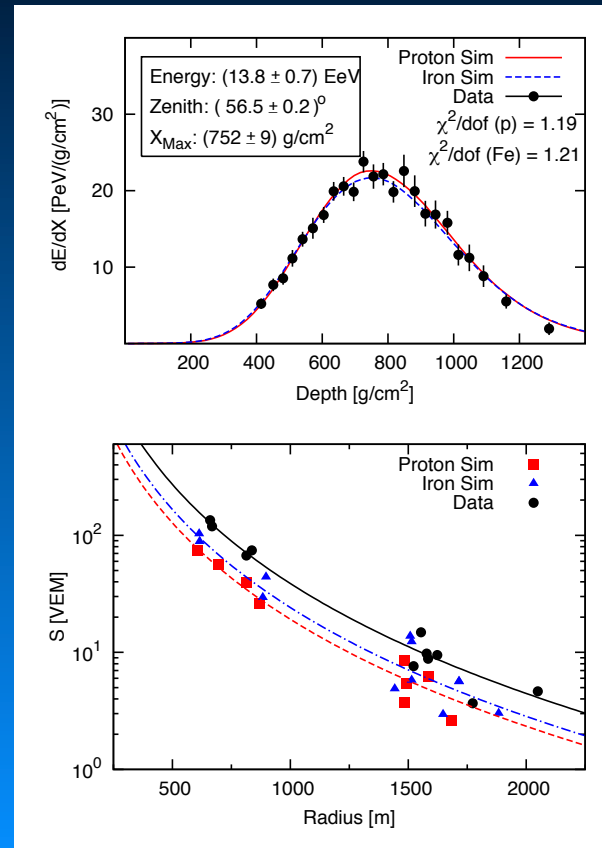 Energy: (13.8 ± 0.7) EeV
Zenith: ( 56.5 ± 0.2)°
X_Max: (752 ± 9) g/cm²
Proton Sim
Iron Sim
Data
χ²/dof (p) = 1.19
χ²/dof (Fe) = 1.21
dE/dX [PeV/(g/cm²)]
30
20
10
200 400 600 800 1000 1200
Depth [g/cm²]
Proton Sim
Iron Sim
Data
S [VEM]
10²
10¹
10⁰
500 1000 1500 2000
Radius [m]